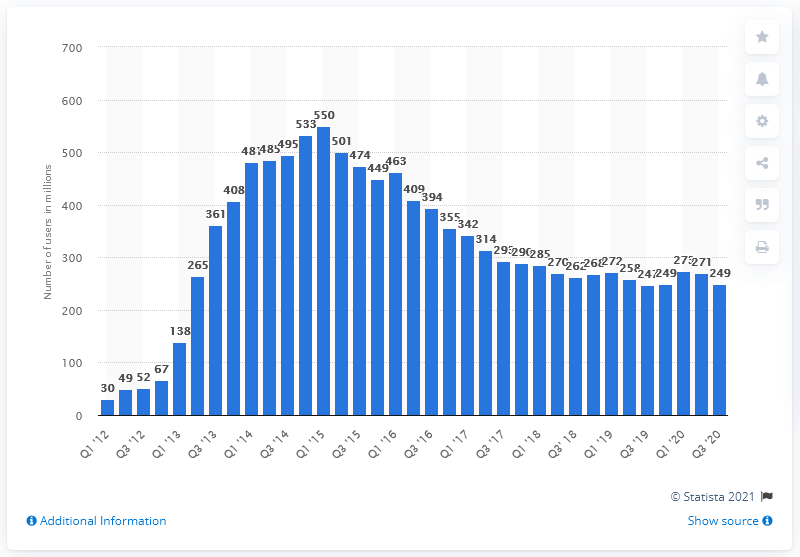 700
600
500
400
300
200
100
0
Number of users in millions
30
49
52
67
138
265
361
408
485
495
533
550
501
474
449
463
409
394
355
342
314
290
285
270
262
268
272
258
247
249
273
271
249
Q1 '12
Q3 '12
Q1 '13
Q3 '13
Q1 '14
Q3 '14
Q1 '15
Q3 '15
Q1 '16
Q3 '16
Q1 '17
Q3 '17
Q1 '18
Q3 '18
Q1 '19
Q3 '19
Q1 '20
Q3 '20
© Statista 2021
Additional Information
Show source